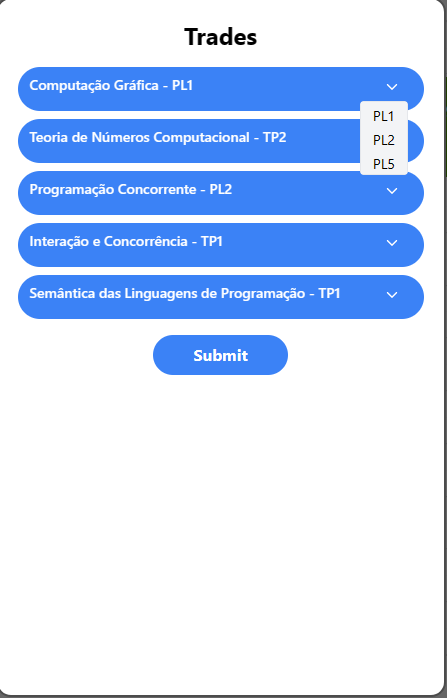 Trades
Computação Gráfica - PL1
PL1
Teoria de Números Computacional - TP2
PL2
PL5
Programação Concorrente - PL2
Interação e Concorrência - TP1
Semântica das Linguagens de Programação - TP1
Submit